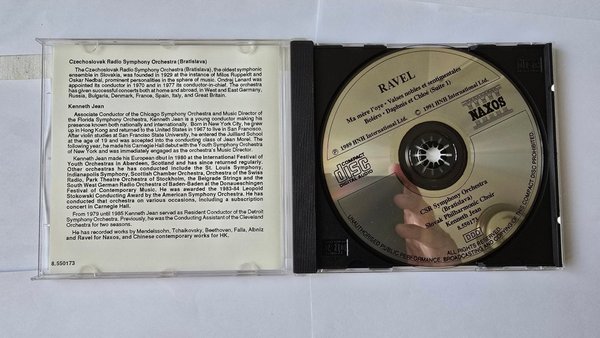 Czechoslovak Radio Symphony Orchestra (Bratislava)
The Czechoslovak Radio Symphony Orchestra (Bratislava), the oldest symphonic
ensemble in Slovakia, was founded in 1929 at the instance of Milos Ruppeldt and
Oskar Nedbal, prominent personalities in the sphere of music. Ondrej Lenard was
appointed its conductor in 1970 and in 1977 its conductor-in-chief. The orchestra
has given successful concerts both at home and abroad, in West and East Germany,
Russia, Bulgaria, Denmark, France, Spain, Italy, and Great Britain.
Kenneth Jean
Associate Conductor of the Chicago Symphony Orchestra and Music Director of
the Florida Symphony Orchestra, Kenneth Jean is a young conductor making his
presence known both nationally and internationally. Born in New York City, he grew
up in Hong Kong and returned to the United States in 1967 to live in San Francisco.
After violin studies at San Francisco State University, he entered the Juilliard School
at the age of 19 and was accepted into the conducting class of Jean Morel. The
following year, he made his Carnegie Hall debut with the Youth Symphony Orchestra
of New York and was immediately engaged as the orchestra's Music Director.
Kenneth Jean made his European début in 1980 at the International Festival of
Youth Orchestras in Aberdeen, Scotland and has since returned regularly.
Other orchestras he has conducted include the St. Louis Symphony,
Indianapolis Symphony, Scottish Chamber Orchestra, Orchestra of the Swiss
Radio, Park Theatre Orchestra of Stockholm, the Belgrade Strings and the
South West German Radio Orchestra of Baden-Baden at the Donaueschingen
Festival of Contemporary Music. He was awarded the 1983-84 Leopold
Stokowski Conducting Award by the American Symphony Orchestra. He has
conducted that orchestra on various occasions, including a subscription
concert in Carnegie Hall.
From 1979 until 1985 Kenneth Jean served as Resident Conductor of the Detroit
Symphony Orchestra. Previously, he was the Conducting Assistant of the Cleveland
Orchestra for two seasons.
He has recorded works by Mendelssohn, Tchaikovsky, Beethoven, Falla, Albéniz
and Ravel for Naxos, and Chinese contemporary works for HK.
8.550173
RAVEL
Ma mère l'oye • Valses nobles et sentimentales
Boléro • Daphnis et Chloé (Suite 1)
℗ 1989 HNH International Ltd. © 1991 HNH International Ltd.
NAXOS
COMPACT
disc
DIGITAL AUDIO
CSR Symphony Orchestra
(Bratislava)
Slovak Philharmonic Choir
Kenneth Jean
8.550173
DDD
ALL RIGHTS RESERVED.
UNAUTHORISED PUBLIC PERFORMANCE, BROADCASTING AND COPYING OF THIS COMPACT DISC PROHIBITED.